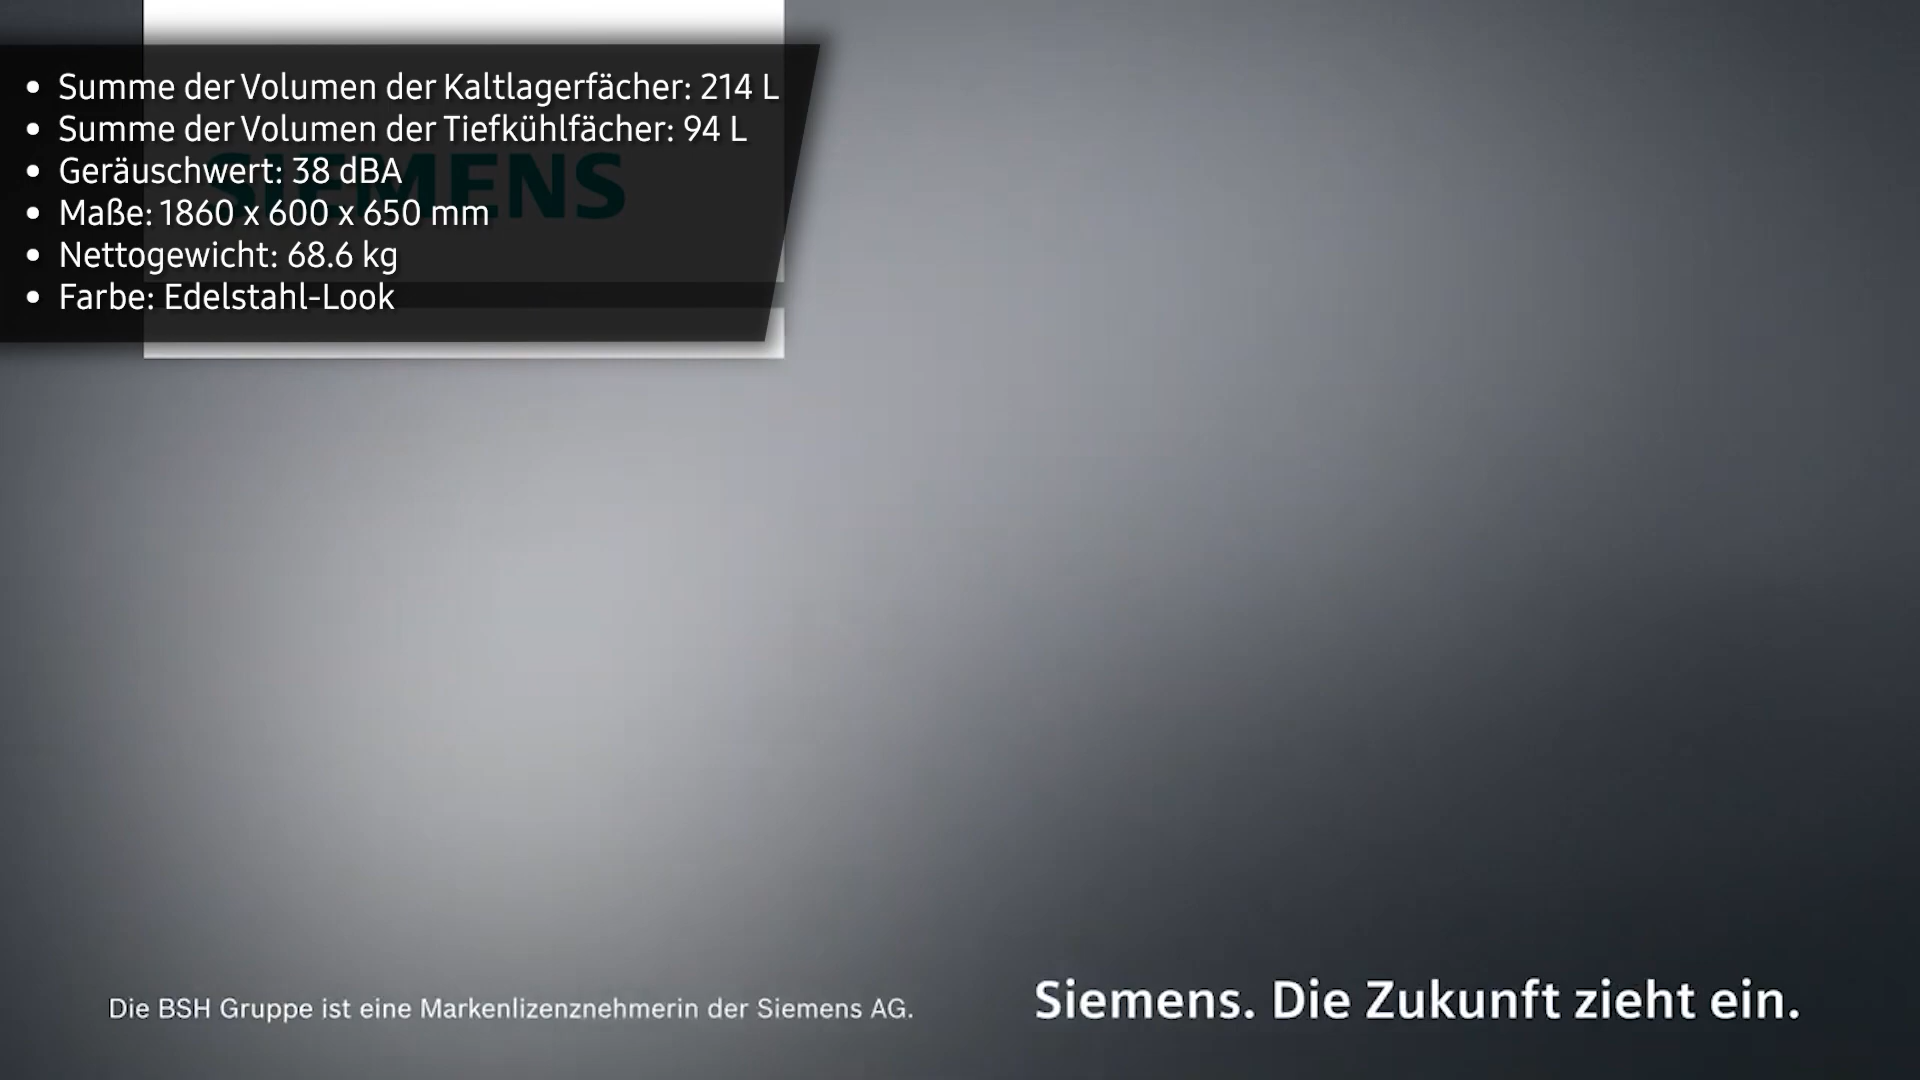 Summe der Volumen der Kaltlagerfächer: 214 L
Summe der Volumen der Tiefkühlfächer: 94 L
Geräuschwert: 38 dBA
Maße: 1860 x 600 x 650 mm
Nettogewicht: 68.6 kg
Farbe: Edelstahl-Look
SIEMENS
Die BSH Gruppe ist eine Markenlizenznehmerin der Siemens AG.
Siemens. Die Zukunft zieht ein.